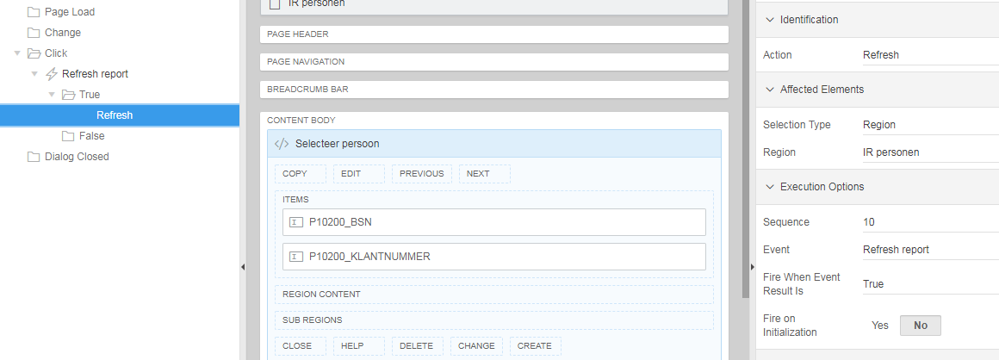 Page Load
Change
Click
Refresh report
True
Refresh
False
Dialog Closed
IR personen
PAGE HEADER
PAGE NAVIGATION
BREADCRUMB BAR
CONTENT BODY
Selecteer persoon
COPY EDIT PREVIOUS NEXT
ITEMS
P10200_BSN
P10200_KLANTNUMMER
REGION CONTENT
SUB REGIONS
CLOSE HELP DELETE CHANGE CREATE
Identification
Action Refresh
Affected Elements
Selection Type Region
Region IR personen
Execution Options
Sequence 10
Event Refresh report
Fire When Event
Result Is True
Fire on
Initialization Yes No